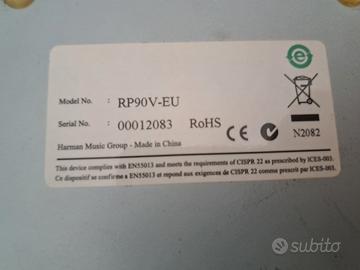 Model No. : RP90V-EU
Serial No. : 00012083 RoHS
CE N2082
Harman Music Group - Made in China
This device complies with EN55013 and meets the requirements of CISPR 22 as prescribed by ICES-003.
Ce dispositif se conforme à EN55013 et répond aux exigences de CISPR 22 comme prescrit par ICES-003.
subito